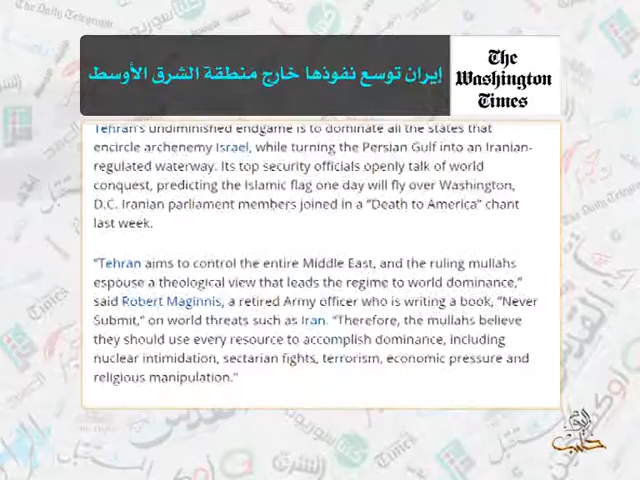 إيران توسع نفوذها خارج منطقة الشرق الأوسط
The
Washington
Times
Tehran's undiminished endgame is to dominate all the states that
encircle archenemy Israel, while turning the Persian Gulf into an Iranian-
regulated waterway. Its top security officials openly talk of world
conquest, predicting the Islamic flag one day will fly over Washington,
D.C. Iranian parliament members joined in a "Death to America" chant
last week.
"Tehran aims to control the entire Middle East, and the ruling mullahs
espouse a theological view that leads the regime to world dominance,"
said Robert Maginnis, a retired Army officer who is writing a book, "Never
Submit," on world threats such as Iran. "Therefore, the mullahs believe
they should use every resource to accomplish dominance, including
nuclear intimidation, sectarian fights, terrorism, economic pressure and
religious manipulation."
حلب
اليوم